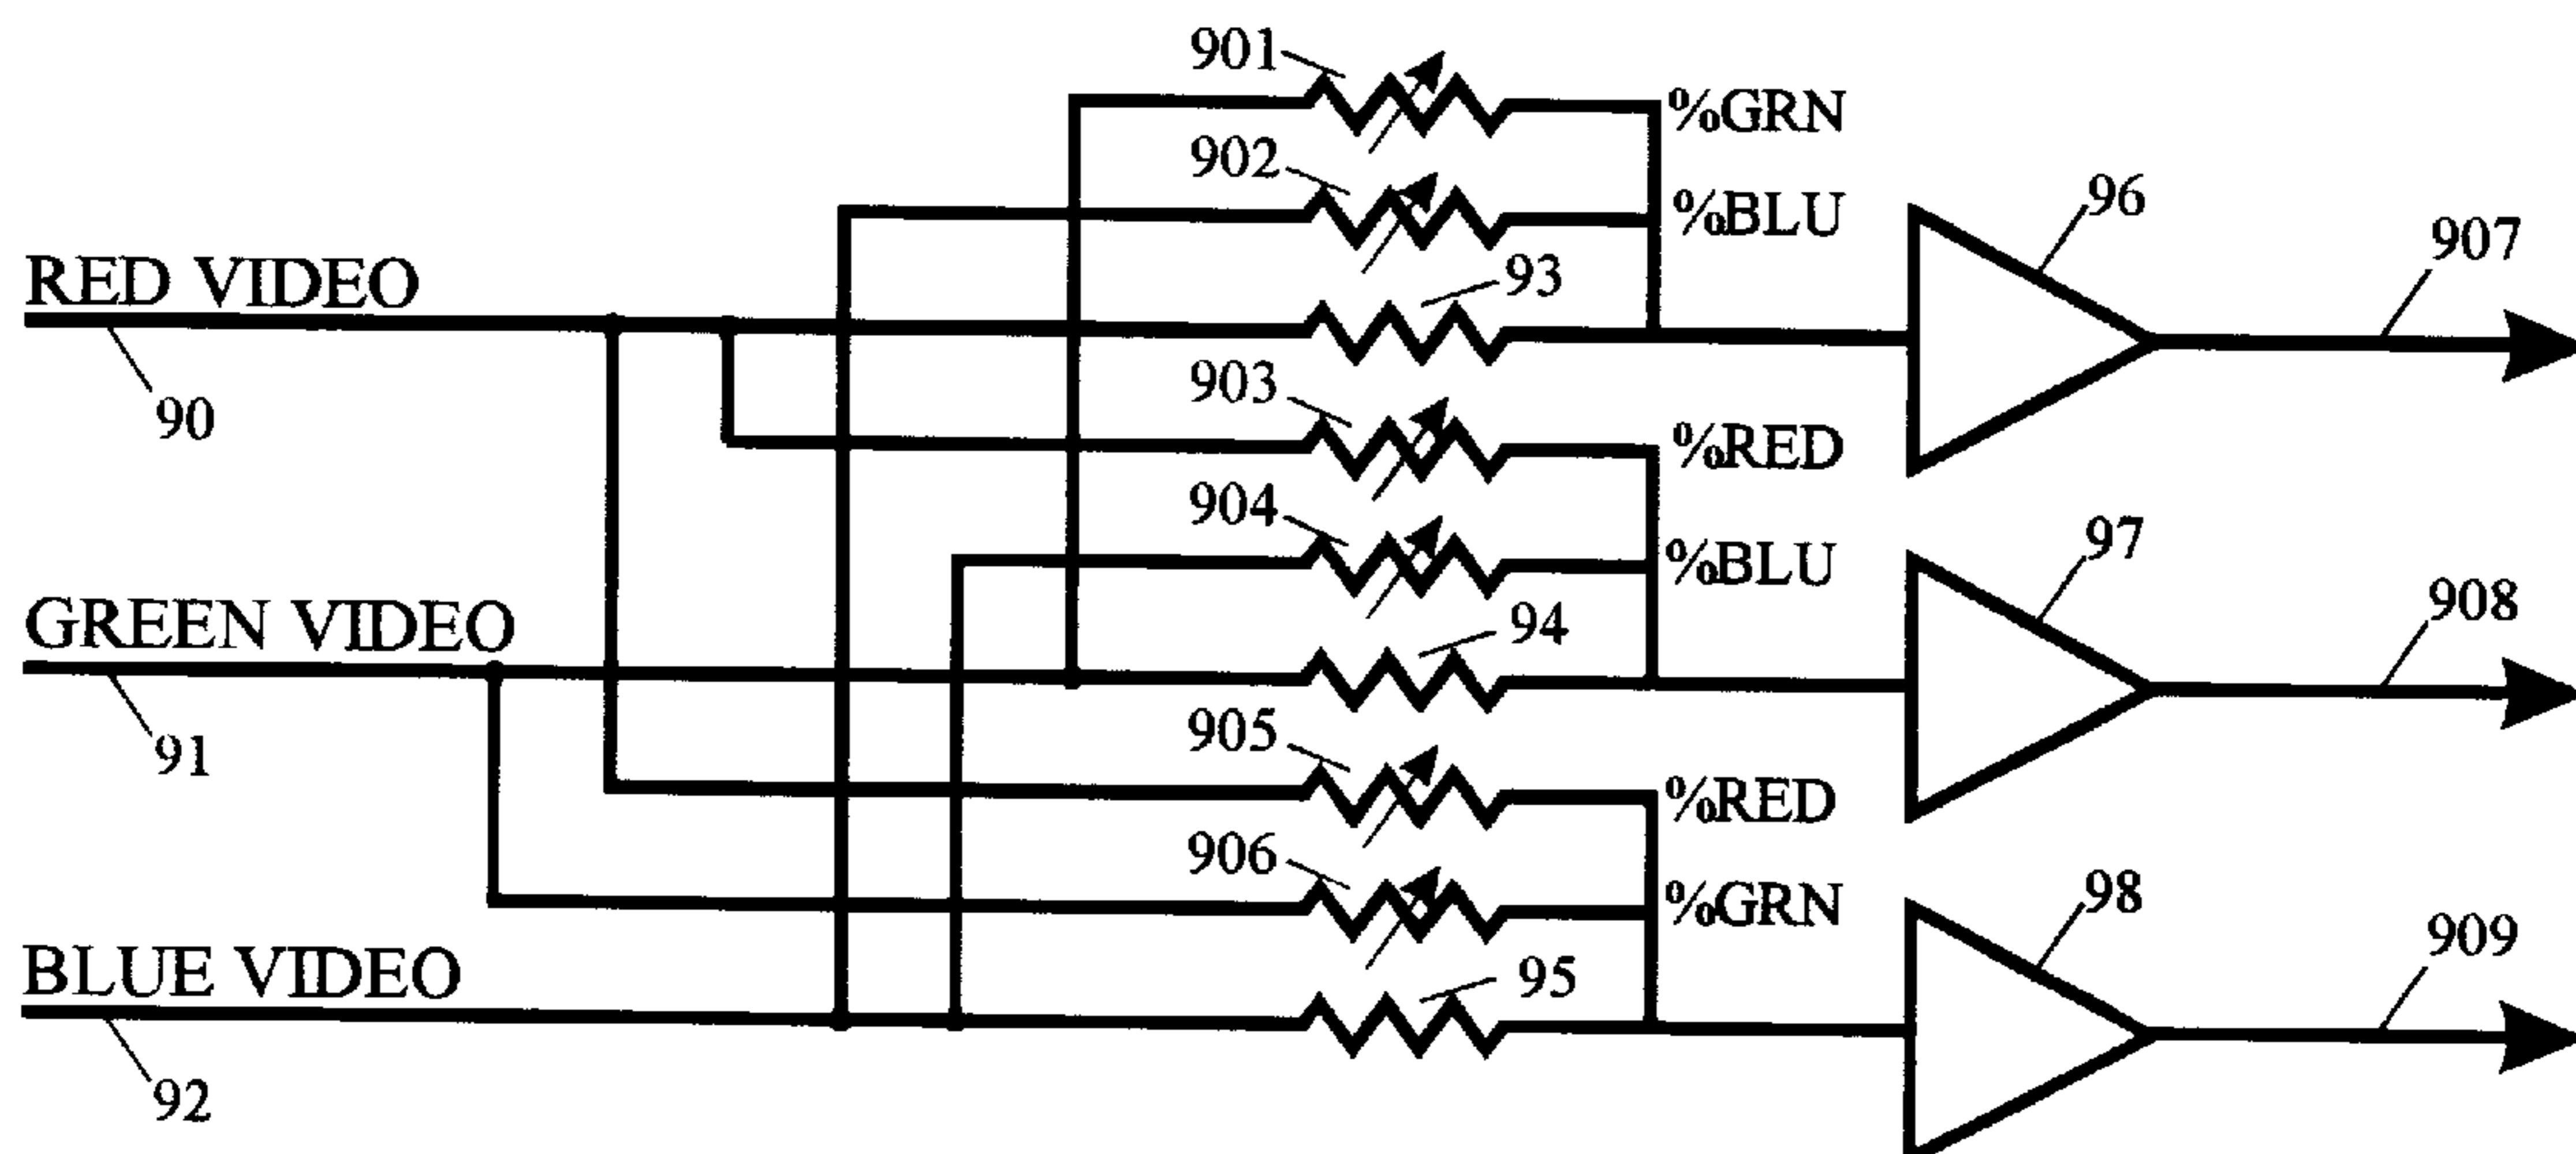 901
%GRN
902
%BLU
96
907
RED VIDEO
93
90
903
%RED
904
%BLU
97
908
GREEN VIDEO
94
91
905
%RED
906
%GRN
98
909
BLUE VIDEO
95
92